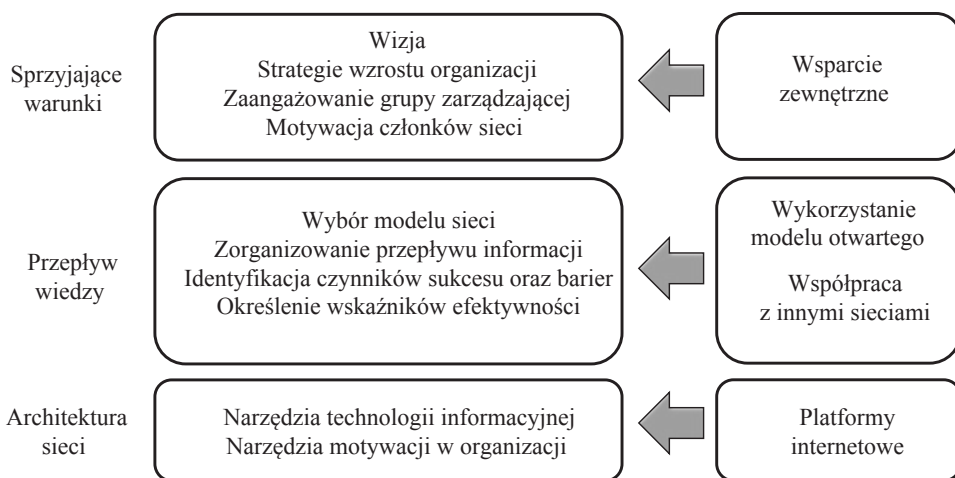 Sprzyjające
warunki
Wizja
Strategie wzrostu organizacji
Zaangażowanie grupy zarządzającej
Motywacja członków sieci
Wsparcie
zewnętrzne
Przepływ
wiedzy
Wybór modelu sieci
Zorganizowanie przepływu informacji
Identyfikacja czynników sukcesu oraz barier
Określenie wskaźników efektywności
Wykorzystanie
modelu otwartego
Współpraca
z innymi sieciami
Architektura
sieci
Narzędzia technologii informacyjnej
Narzędzia motywacji w organizacji
Platformy
internetowe